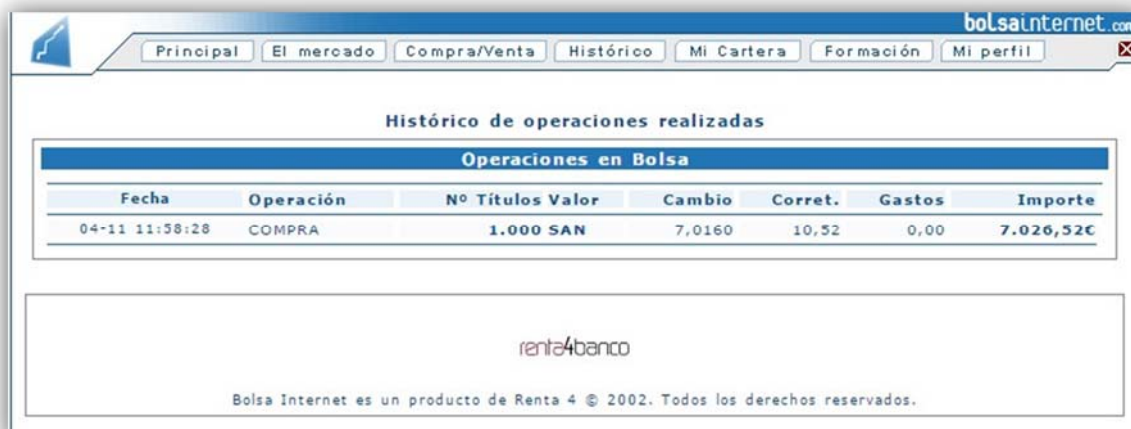 bolsainternet.com
Principal El mercado Compra/Venta Histórico Mi Cartera Formación Mi perfil
Histórico de operaciones realizadas
Operaciones en Bolsa
Fecha Operación Nº Títulos Valor Cambio Corret. Gastos Importe
04-11 11:58:28 COMPRA 1.000 SAN 7,0160 10,52 0,00 7.026,52€
renta4banco
Bolsa Internet es un producto de Renta 4 © 2002. Todos los derechos reservados.